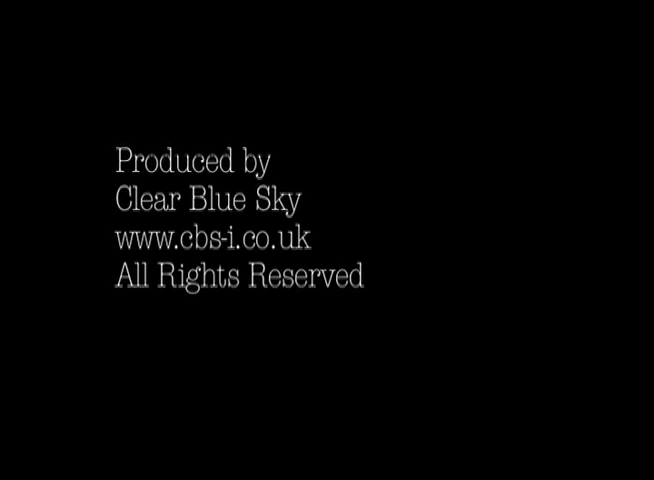 Produced by
Clear Blue Sky
www.cbs-i.co.uk
All Rights Reserved